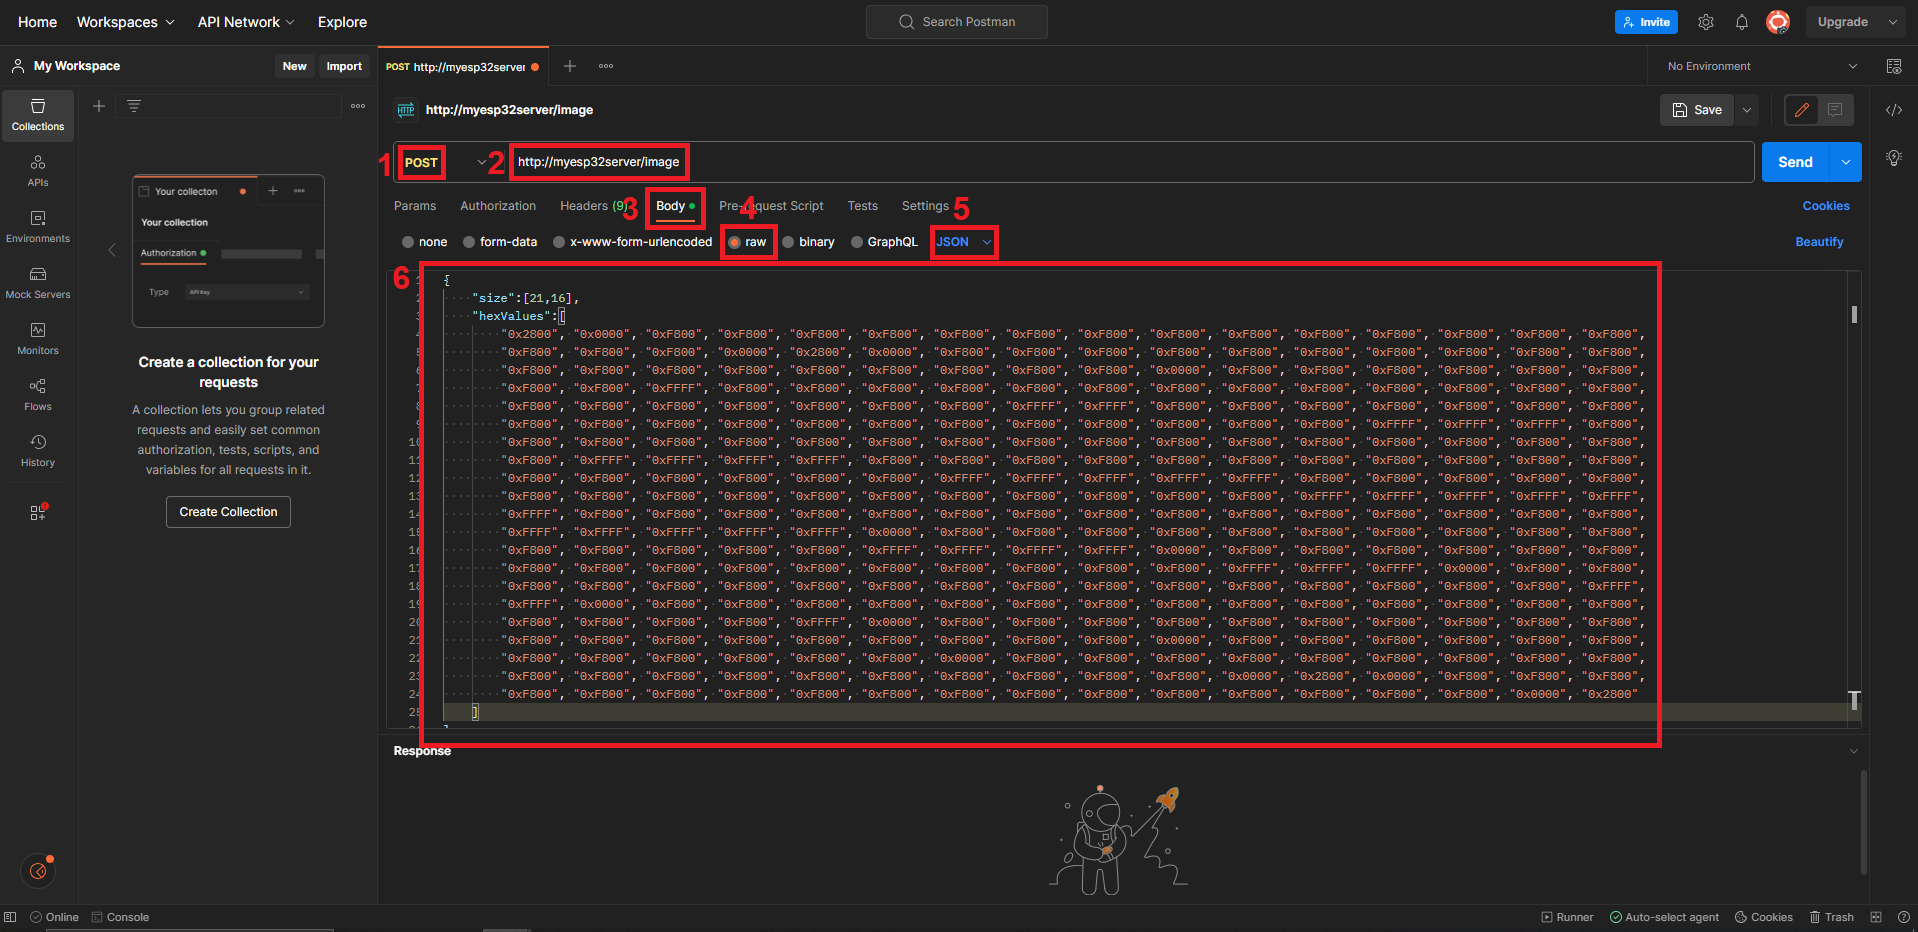 Home Workspaces API Network Explore Search Postman Invite Upgrade
My Workspace New Import POST http://myesp32server No Environment
Collections
APIs
Environments
Mock Servers
Monitors
Flows
History
Your collecton
Your collection
Authorization
Type API Key
Create a collection for your
requests
A collection lets you group related
requests and easily set common
authorization, tests, scripts, and
variables for all requests in it.
Create Collection
HTTP http://myesp32server/image Save
1 POST 2 http://myesp32server/image Send
Params Authorization Headers (9) 3 Body 4 Pre-request Script Tests Settings 5 Cookies
none form-data x-www-form-urlencoded raw binary GraphQL JSON Beautify
6 {
"size":[21,16],
"hexValues":[
"0x2800", "0x0000", "0xF800", "0xF800", "0xF800", "0xF800", "0xF800", "0xF800", "0xF800", "0xF800", "0xF800", "0xF800", "0xF800", "0xF800", "0xF800", "0xF800",
"0xF800", "0xF800", "0xF800", "0x0000", "0x2800", "0x0000", "0xF800", "0xF800", "0xF800", "0xF800", "0xF800", "0xF800", "0xF800", "0xF800", "0xF800", "0xF800",
"0xF800", "0xF800", "0xF800", "0xF800", "0xF800", "0xF800", "0xF800", "0xF800", "0xF800", "0x0000", "0xF800", "0xF800", "0xF800", "0xF800", "0xF800", "0xF800",
"0xF800", "0xF800", "0xFFFF", "0xF800", "0xF800", "0xF800", "0xF800", "0xF800", "0xF800", "0xF800", "0xF800", "0xF800", "0xF800", "0xF800", "0xF800", "0xF800",
"0xF800", "0xF800", "0xF800", "0xF800", "0xF800", "0xF800", "0xF800", "0xFFFF", "0xFFFF", "0xF800", "0xF800", "0xF800", "0xF800", "0xF800", "0xF800", "0xF800",
"0xF800", "0xF800", "0xF800", "0xF800", "0xF800", "0xF800", "0xF800", "0xF800", "0xF800", "0xF800", "0xF800", "0xF800", "0xFFFF", "0xFFFF", "0xFFFF", "0xF800",
"0xF800", "0xF800", "0xF800", "0xF800", "0xF800", "0xF800", "0xF800", "0xF800", "0xF800", "0xF800", "0xF800", "0xF800", "0xF800", "0xF800", "0xF800", "0xF800",
"0xF800", "0xFFFF", "0xFFFF", "0xFFFF", "0xFFFF", "0xF800", "0xF800", "0xF800", "0xF800", "0xF800", "0xF800", "0xF800", "0xF800", "0xF800", "0xF800", "0xF800",
"0xF800", "0xF800", "0xF800", "0xF800", "0xF800", "0xF800", "0xFFFF", "0xFFFF", "0xFFFF", "0xFFFF", "0xFFFF", "0xF800", "0xF800", "0xF800", "0xF800", "0xF800",
"0xF800", "0xF800", "0xF800", "0xF800", "0xF800", "0xF800", "0xF800", "0xF800", "0xF800", "0xF800", "0xF800", "0xFFFF", "0xFFFF", "0xFFFF", "0xFFFF", "0xFFFF",
"0xFFFF", "0xF800", "0xF800", "0xF800", "0xF800", "0xF800", "0xF800", "0xF800", "0xF800", "0xF800", "0xF800", "0xF800", "0xF800", "0xF800", "0xF800", "0xF800",
"0xFFFF", "0xFFFF", "0xFFFF", "0xFFFF", "0xFFFF", "0x0000", "0xF800", "0xF800", "0xF800", "0xF800", "0xF800", "0xF800", "0xF800", "0xF800", "0xF800", "0xF800",
"0xF800", "0xF800", "0xF800", "0xF800", "0xF800", "0xFFFF", "0xFFFF", "0xFFFF", "0xFFFF", "0x0000", "0xF800", "0xF800", "0xF800", "0xF800", "0xF800", "0xF800",
"0xF800", "0xF800", "0xF800", "0xF800", "0xF800", "0xF800", "0xF800", "0xF800", "0xF800", "0xF800", "0xFFFF", "0xFFFF", "0xFFFF", "0x0000", "0xF800", "0xF800",
"0xF800", "0xF800", "0xF800", "0xF800", "0xF800", "0xF800", "0xF800", "0xF800", "0xF800", "0xF800", "0xF800", "0xF800", "0xF800", "0xF800", "0xF800", "0xFFFF",
"0xFFFF", "0x0000", "0xF800", "0xF800", "0xF800", "0xF800", "0xF800", "0xF800", "0xF800", "0xF800", "0xF800", "0xF800", "0xF800", "0xF800", "0xF800", "0xF800",
"0xF800", "0xF800", "0xF800", "0xF800", "0xFFFF", "0x0000", "0xF800", "0xF800", "0xF800", "0xF800", "0xF800", "0xF800", "0xF800", "0xF800", "0xF800", "0xF800",
"0xF800", "0xF800", "0xF800", "0xF800", "0xF800", "0xF800", "0xF800", "0xF800", "0xF800", "0x0000", "0xF800", "0xF800", "0xF800", "0xF800", "0xF800", "0xF800",
"0xF800", "0xF800", "0xF800", "0xF800", "0xF800", "0xF800", "0x0000", "0xF800", "0xF800", "0xF800", "0xF800", "0xF800", "0xF800", "0xF800", "0xF800", "0xF800",
"0xF800", "0xF800", "0xF800", "0xF800", "0xF800", "0xF800", "0xF800", "0xF800", "0xF800", "0xF800", "0x0000", "0x2800", "0x0000", "0xF800", "0xF800", "0xF800",
"0xF800", "0xF800", "0xF800", "0xF800", "0xF800", "0xF800", "0xF800", "0xF800", "0xF800", "0xF800", "0xF800", "0xF800", "0xF800", "0xF800", "0x0000", "0x2800"
]
Response
Online Console Runner Auto-select agent Cookies Trash